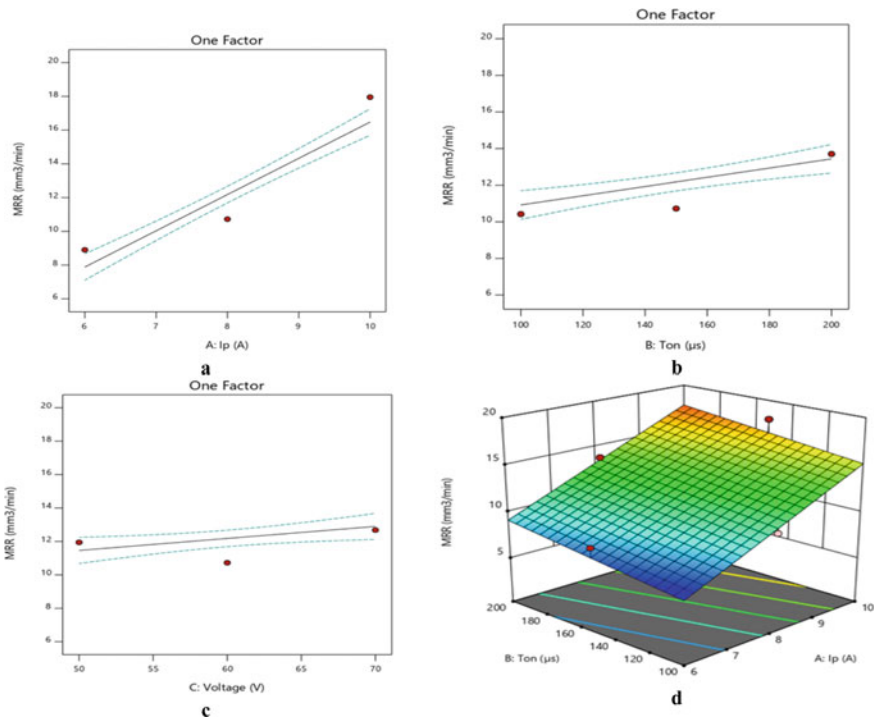 One Factor
20
18
16
14
12
10
8
6
MRR (mm3/min)
6 7 8 9 10
A: Ip (A)
a
One Factor
20
18
16
14
12
10
8
6
MRR (mm3/min)
100 120 140 160 180 200
B: Ton (µs)
b
One Factor
20
18
16
14
12
10
8
6
MRR (mm3/min)
50 55 60 65 70
C: Voltage (V)
c
20
15
10
5
MRR (mm3/min)
200 180 160 140 120 100
B: Ton (µs)
6 7 8 9 10
A: Ip (A)
d